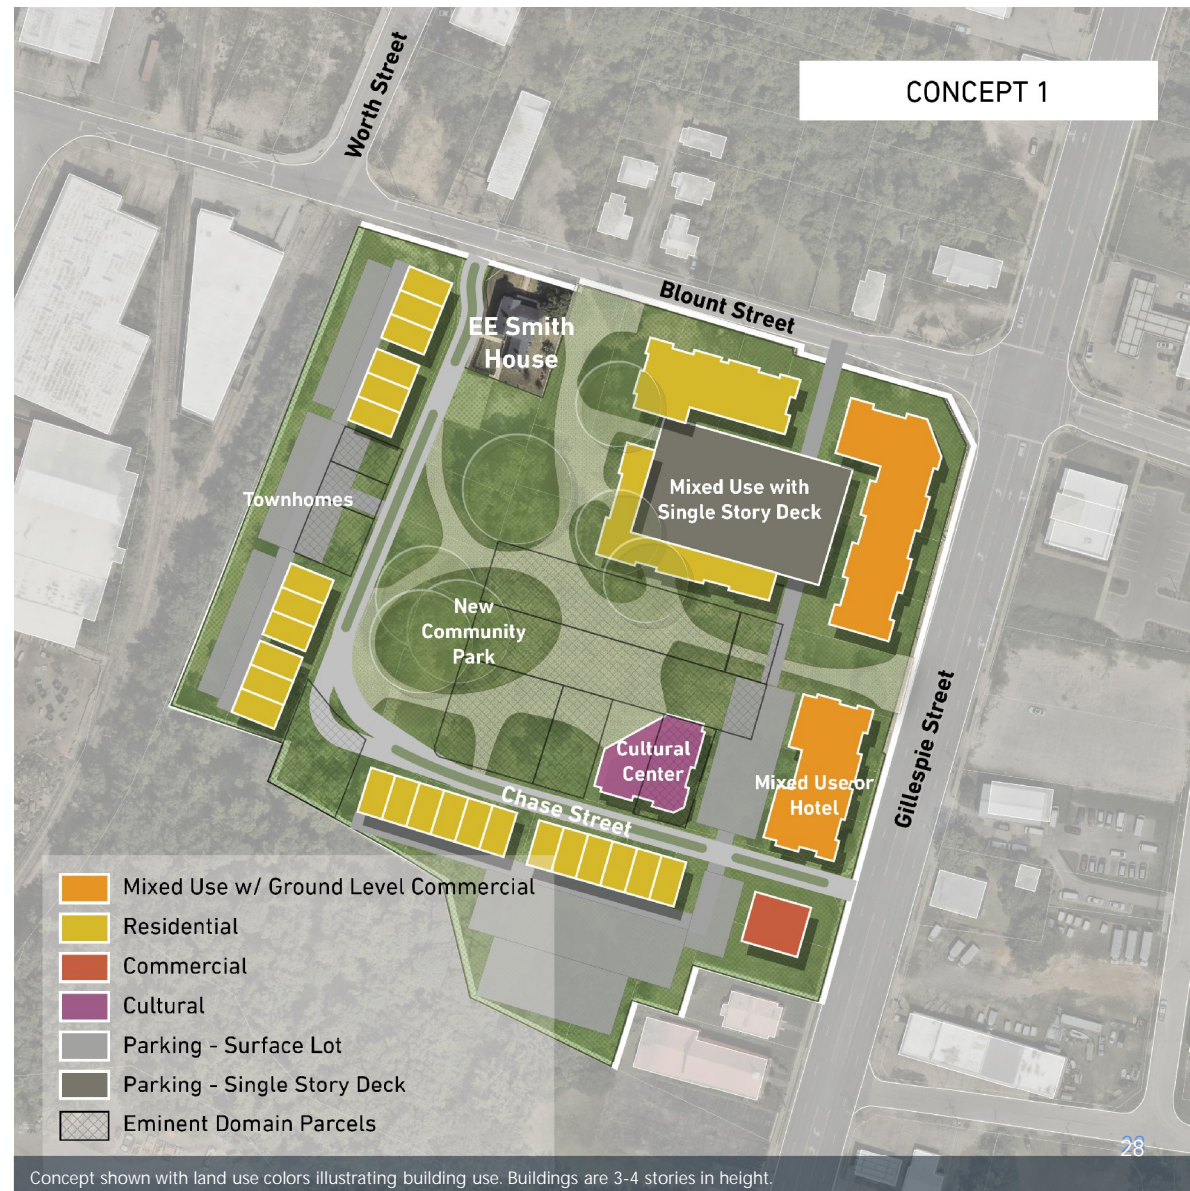 Worth Street
CONCEPT 1
Blount Street
EE Smith
House
Mixed Use with
Single Story Deck
Townhomes
New
Community
Park
Cultural
Center
Mixed Use or
Hotel
Gillespie Street
Chase Street
Mixed Use w/ Ground Level Commercial
Residential
Commercial
Cultural
Parking - Surface Lot
Parking - Single Story Deck
Eminent Domain Parcels
28
Concept shown with land use colors illustrating building use. Buildings are 3-4 stories in height.